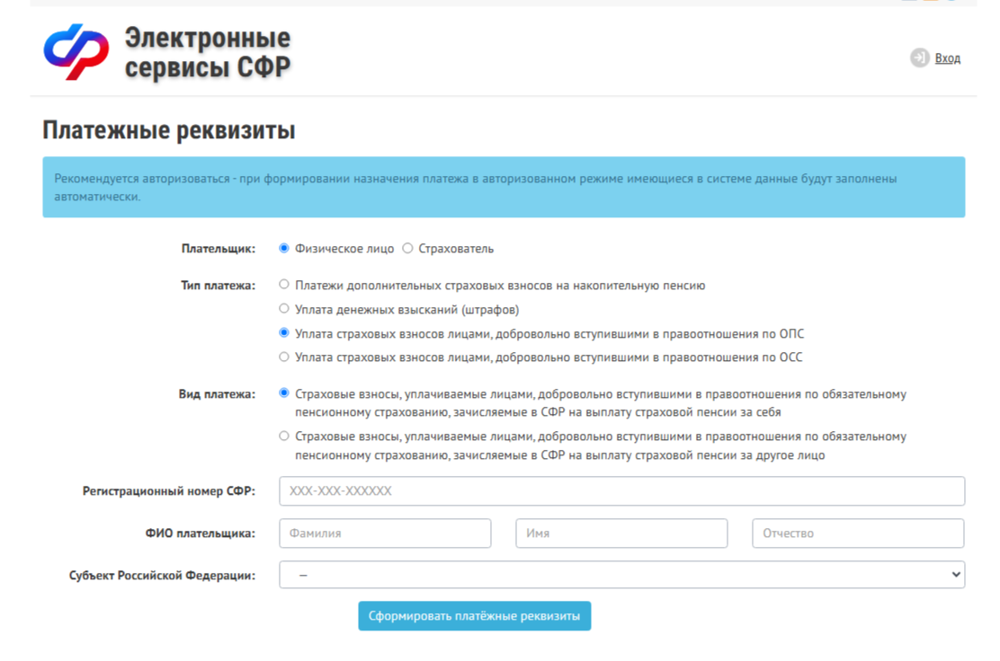 Электронные
сервисы СФР
Вход
Платежные реквизиты
Рекомендуется авторизоваться - при формировании назначения платежа в авторизованном режиме имеющиеся в системе данные будут заполнены
автоматически.
Плательщик: Физическое лицо Страхователь
Тип платежа: Платежи дополнительных страховых взносов на накопительную пенсию
Уплата денежных взысканий (штрафов)
Уплата страховых взносов лицами, добровольно вступившими в правоотношения по ОПС
Уплата страховых взносов лицами, добровольно вступившими в правоотношения по ОСС
Вид платежа: Страховые взносы, уплачиваемые лицами, добровольно вступившими в правоотношения по обязательному
пенсионному страхованию, зачисляемые в СФР на выплату страховой пенсии за себя
Страховые взносы, уплачиваемые лицами, добровольно вступившими в правоотношения по обязательному
пенсионному страхованию, зачисляемые в СФР на выплату страховой пенсии за другое лицо
Регистрационный номер СФР: XXX-XXX-XXXXXX
ФИО плательщика: Фамилия Имя Отчество
Субъект Российской Федерации: —
Сформировать платёжные реквизиты